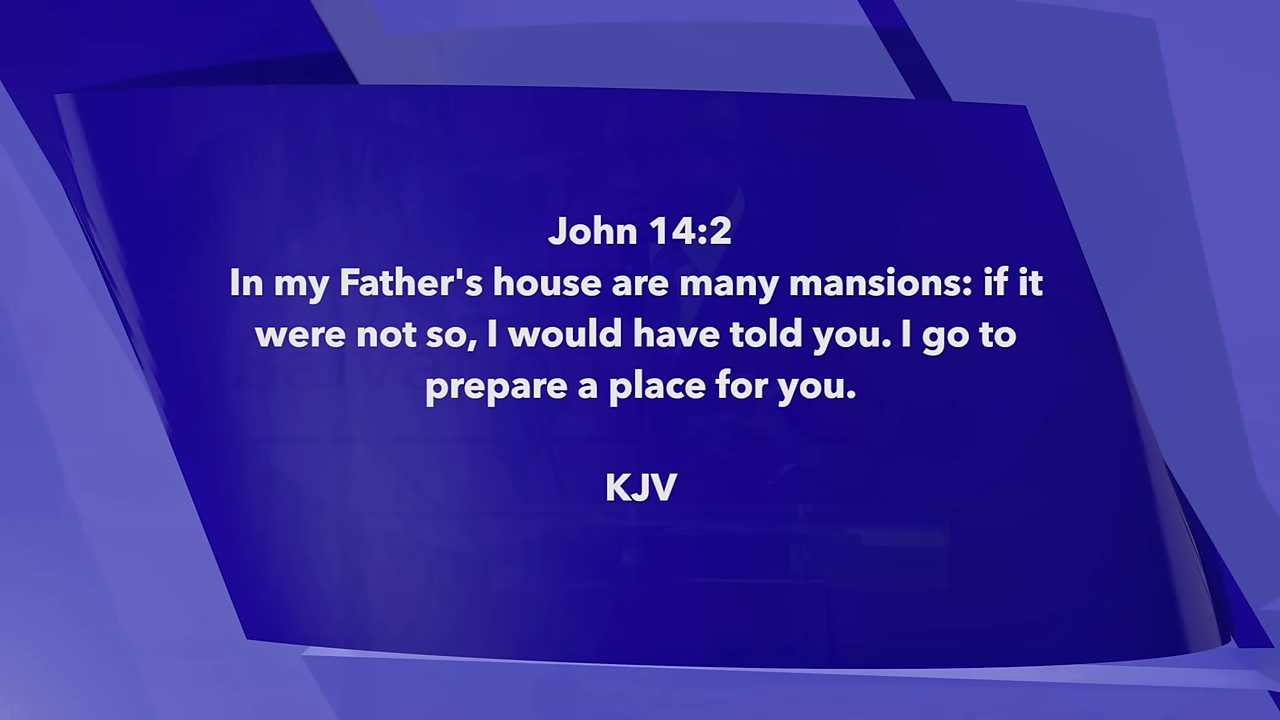 John 14:2
In my Father's house are many mansions: if it
were not so, I would have told you. I go to
prepare a place for you.
KJV